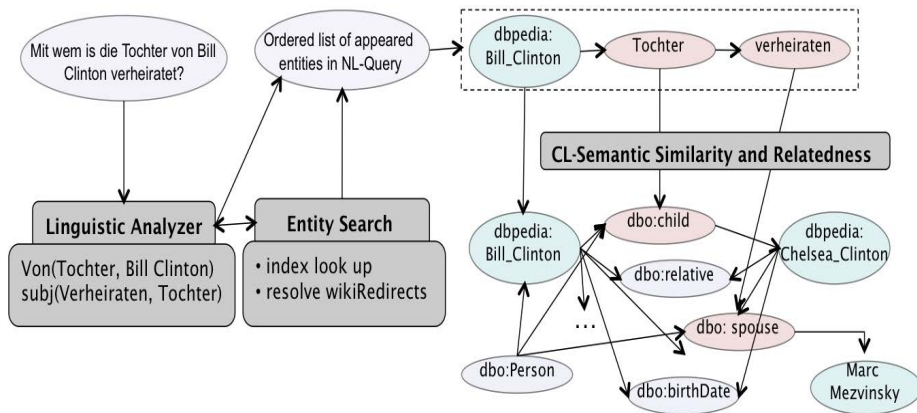 Mit wem is die Tochter von Bill
Clinton verheiratet?
Ordered list of appeared
entities in NL-Query
dbpedia:
Bill_Clinton
Tochter
verheiraten
CL-Semantic Similarity and Relatedness
Linguistic Analyzer
Von(Tochter, Bill Clinton)
subj(Verheiraten, Tochter)
Entity Search
• index look up
• resolve wikiRedirects
dbpedia:
Bill_Clinton
dbo:child
dbpedia:
Chelsea_Clinton
dbo:relative
...
dbo: spouse
dbo:Person
dbo:birthDate
Marc
Mezvinsky